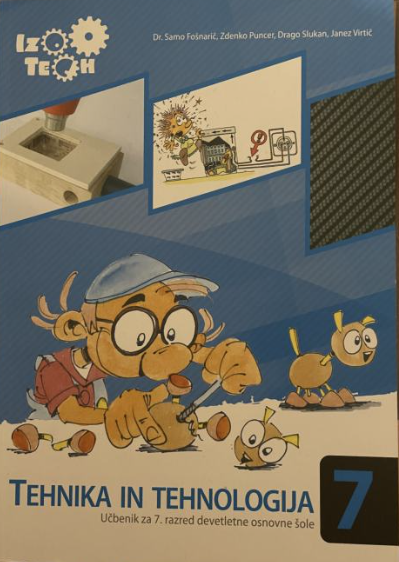 IZO
TECH
Dr. Samo Fošnarič, Zdenko Puncer, Drago Slukan, Janez Virtič
TEHNIKA IN TEHNOLOGIJA
7
Učbenik za 7. razred devetletne osnovne šole